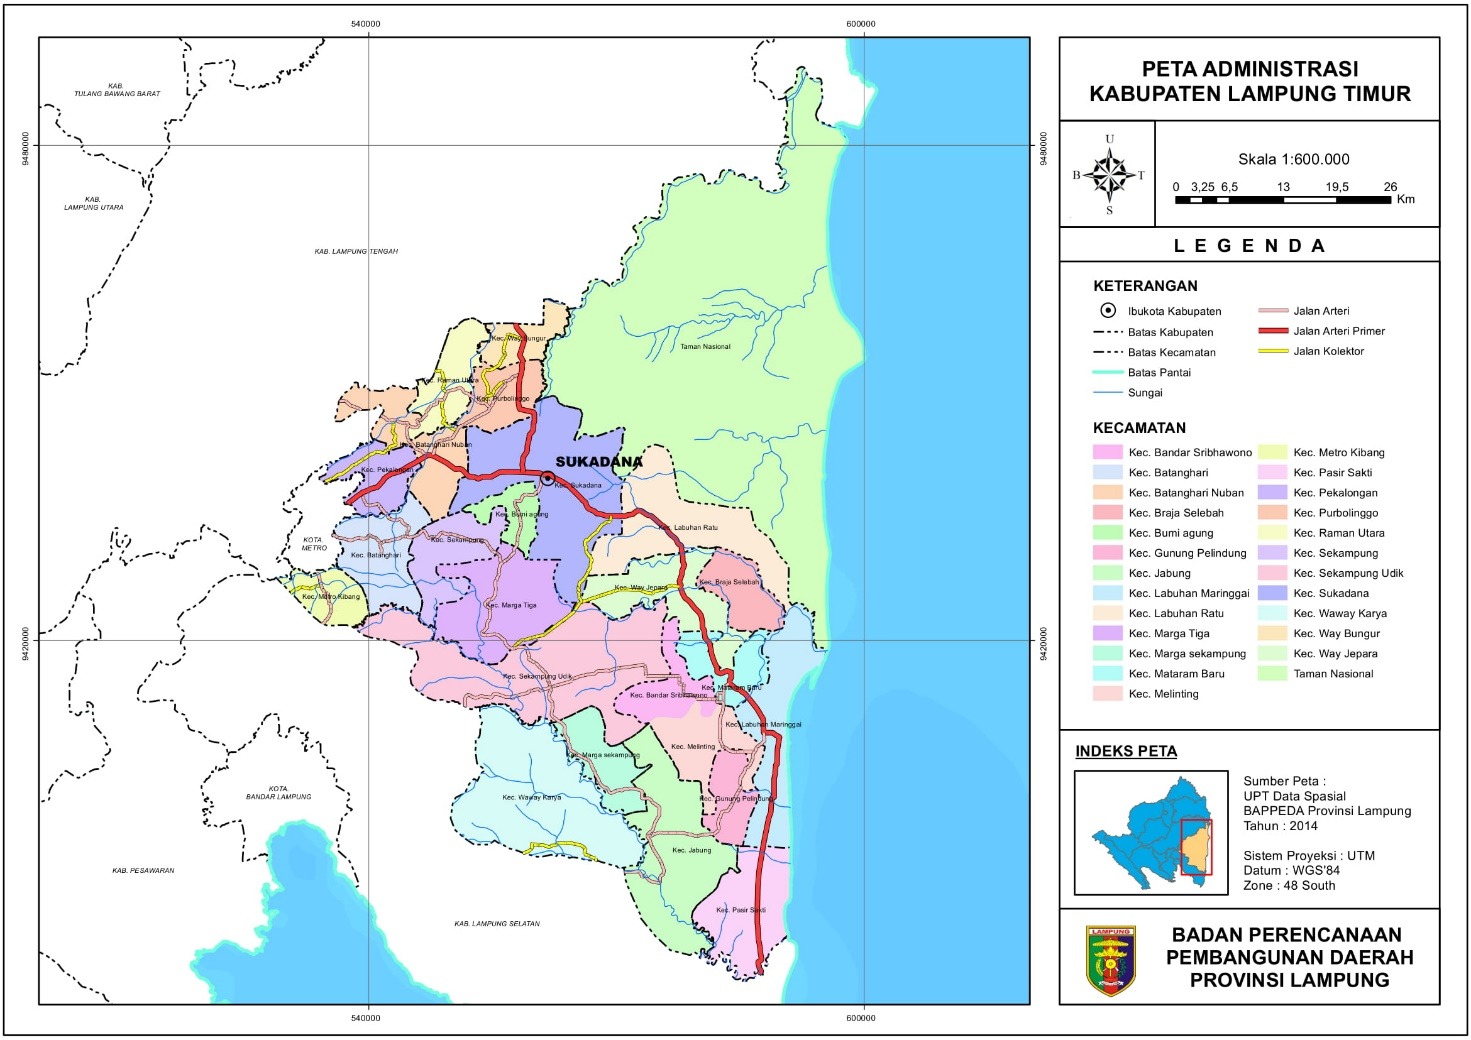 540000
600000
9480000
9480000
9420000
9420000
540000
600000
KAB.
TULANG BAWANG BARAT
KAB.
LAMPUNG UTARA
KAB. LAMPUNG TENGAH
Kec. Way Bungur
Taman Nasional
Kec. Raman Utara
Kec. Purbolinggo
Kec. Batanghari Nuban
SUKADANA
Kec. Pekalongan
Kec. Sukadana
Kec. Bumi agung
Kec. Labuhan Ratu
KOTA.
METRO
Kec. Sekampung
Kec. Batanghari
Kec. Braja Selebah
Kec. Way Jepara
Kec. Metro Kibang
Kec. Marga Tiga
Kec. Sekampung Udik
Kec. Mataram Baru
Kec. Bandar Sribhawono
Kec. Labuhan Maringgai
Kec. Melinting
Kec. Marga sekampung
KOTA.
BANDAR LAMPUNG
Kec. Waway Karya
Kec. Gunung Pelindung
Kec. Jabung
KAB. PESAWARAN
Kec. Pasir Sakti
KAB. LAMPUNG SELATAN
PETA ADMINISTRASI
KABUPATEN LAMPUNG TIMUR
U
B
T
S
Skala 1:600.000
0 3,25 6,5 13 19,5 26
Km
L E G E N D A
KETERANGAN
Ibukota Kabupaten
Batas Kabupaten
Batas Kecamatan
Batas Pantai
Sungai
Jalan Arteri
Jalan Arteri Primer
Jalan Kolektor
KECAMATAN
Kec. Bandar Sribhawono
Kec. Batanghari
Kec. Batanghari Nuban
Kec. Braja Selebah
Kec. Bumi agung
Kec. Gunung Pelindung
Kec. Jabung
Kec. Labuhan Maringgai
Kec. Labuhan Ratu
Kec. Marga Tiga
Kec. Marga sekampung
Kec. Mataram Baru
Kec. Melinting
Kec. Metro Kibang
Kec. Pasir Sakti
Kec. Pekalongan
Kec. Purbolinggo
Kec. Raman Utara
Kec. Sekampung
Kec. Sekampung Udik
Kec. Sukadana
Kec. Waway Karya
Kec. Way Bungur
Kec. Way Jepara
Taman Nasional
INDEKS PETA
Sumber Peta :
UPT Data Spasial
BAPPEDA Provinsi Lampung
Tahun : 2014
Sistem Proyeksi : UTM
Datum : WGS'84
Zone : 48 South
LAMPUNG
BADAN PERENCANAAN
PEMBANGUNAN DAERAH
PROVINSI LAMPUNG